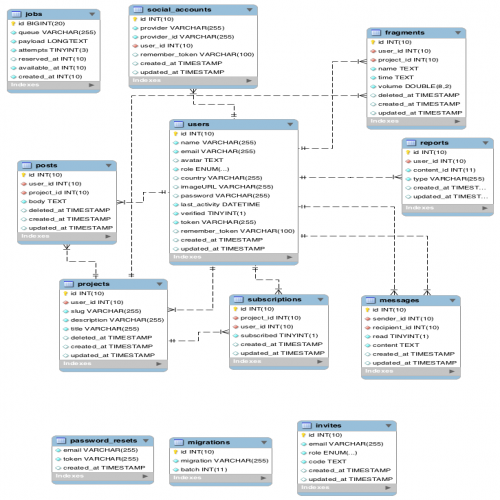 jobs
id BIGINT(20)
queue VARCHAR(255)
payload LONGTEXT
attempts TINYINT(3)
reserved_at INT(10)
available_at INT(10)
created_at INT(10)
Indexes
social_accounts
id INT(10)
provider VARCHAR(255)
provider_id VARCHAR(255)
user_id INT(10)
remember_token VARCHAR(100)
created_at TIMESTAMP
updated_at TIMESTAMP
Indexes
fragments
id INT(10)
user_id INT(10)
project_id INT(10)
name TEXT
time TEXT
volume DOUBLE(8,2)
deleted_at TIMESTAMP
created_at TIMESTAMP
updated_at TIMESTAMP
Indexes
users
id INT(10)
name VARCHAR(255)
email VARCHAR(255)
avatar TEXT
role ENUM(...)
country VARCHAR(255)
imageURL VARCHAR(255)
password VARCHAR(255)
last_activity DATETIME
verified TINYINT(1)
token VARCHAR(255)
remember_token VARCHAR(100)
created_at TIMESTAMP
updated_at TIMESTAMP
Indexes
reports
id INT(10)
user_id INT(10)
content_id INT(11)
type VARCHAR(255)
created_at TIMEST...
updated_at TIMEST...
Indexes
posts
id INT(10)
user_id INT(10)
project_id INT(10)
body TEXT
deleted_at TIMESTAMP
created_at TIMESTAMP
updated_at TIMESTAMP
Indexes
projects
id INT(10)
user_id INT(10)
slug VARCHAR(255)
description VARCHAR(255)
title VARCHAR(255)
deleted_at TIMESTAMP
created_at TIMESTAMP
updated_at TIMESTAMP
Indexes
subscriptions
id INT(10)
project_id INT(10)
user_id INT(10)
subscribed TINYINT(1)
created_at TIMESTAMP
updated_at TIMESTAMP
Indexes
messages
id INT(10)
sender_id INT(10)
recipient_id INT(10)
read TINYINT(1)
content TEXT
created_at TIMESTAMP
updated_at TIMESTAMP
Indexes
password_resets
email VARCHAR(255)
token VARCHAR(255)
created_at TIMESTAMP
Indexes
migrations
id INT(10)
migration VARCHAR(255)
batch INT(11)
Indexes
invites
id INT(10)
email VARCHAR(255)
role ENUM(...)
code TEXT
created_at TIMESTAMP
updated_at TIMESTAMP
Indexes